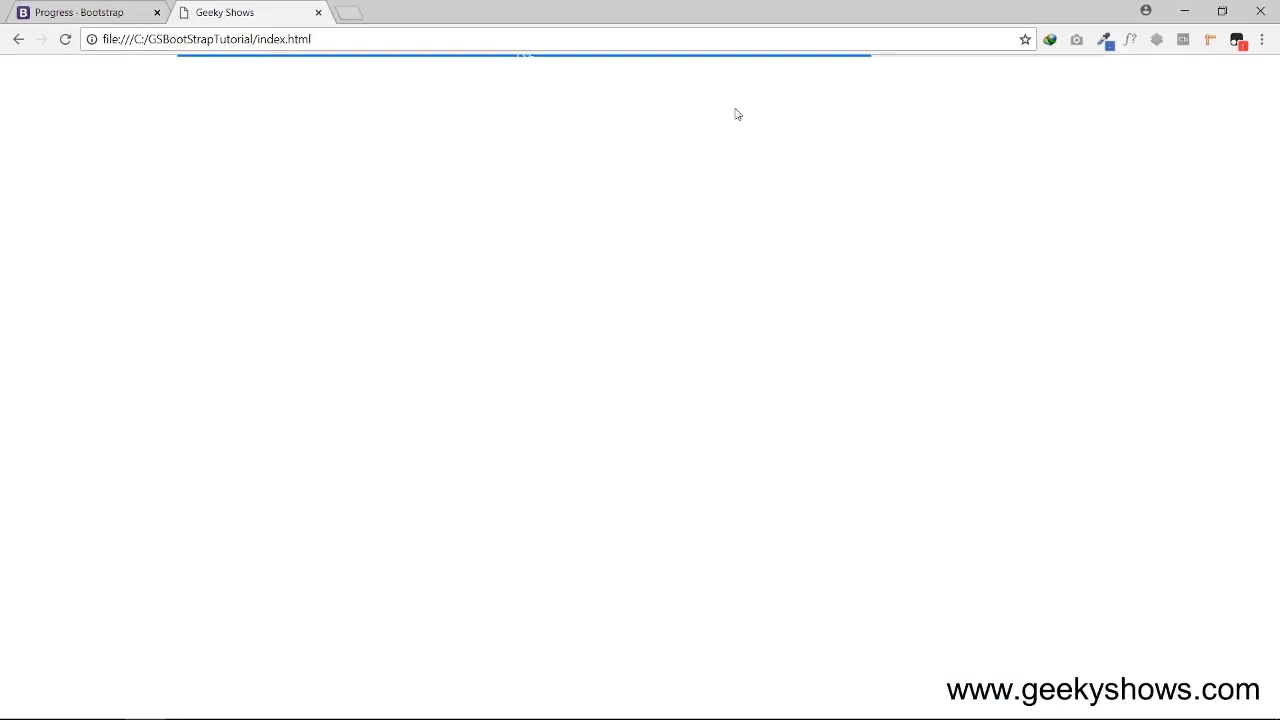 Progress - Bootstrap
Geeky Shows
file:///C:/GSBootStrapTutorial/index.html
www.geekyshows.com